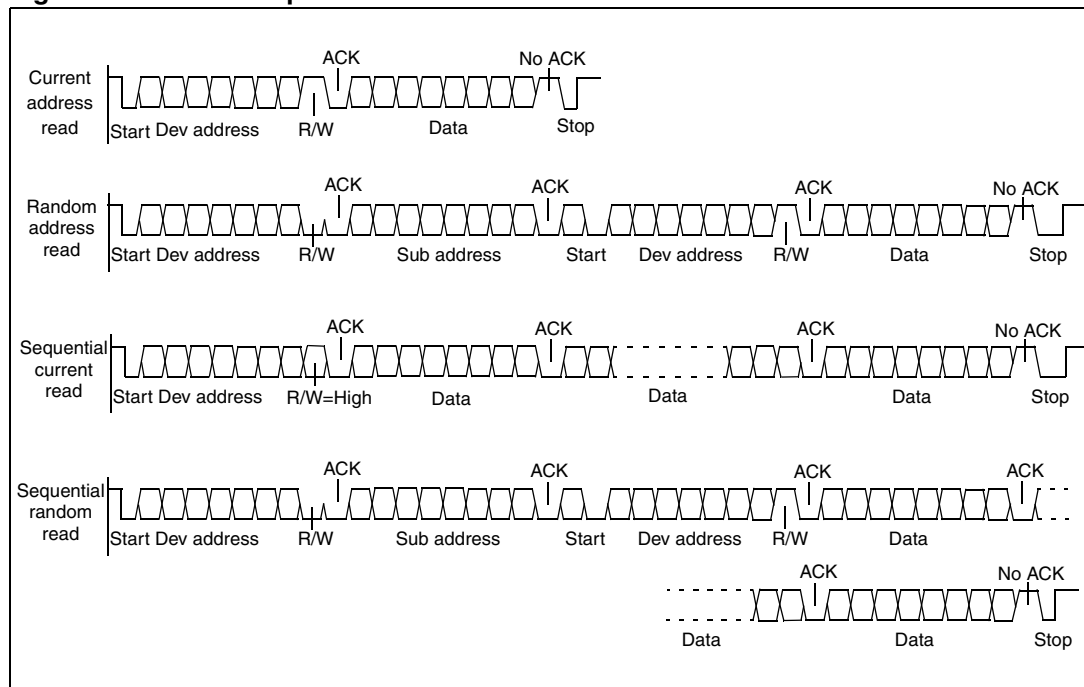 ACK
No ACK
Current
address
read
Start Dev address R/W Data Stop
ACK ACK ACK No ACK
Random
address
read
Start Dev address R/W Sub address Start Dev address R/W Data Stop
ACK ACK ACK No ACK
Sequential
current
read
Start Dev address R/W=High Data Data Data Stop
ACK ACK ACK ACK
Sequential
random
read
Start Dev address R/W Sub address Start Dev address R/W Data
ACK No ACK
Data Data Stop